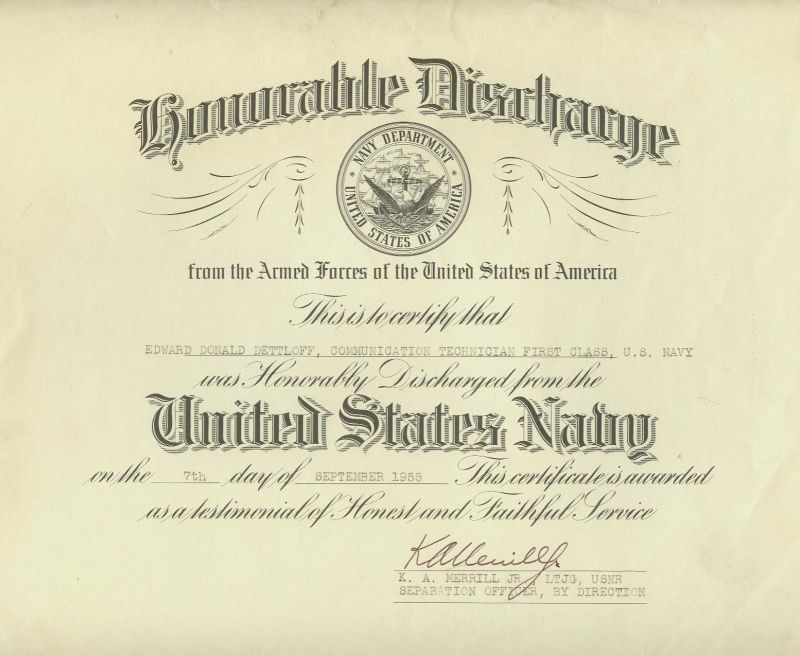 Honorable Discharge
NAVY DEPARTMENT
UNITED STATES OF AMERICA
from the Armed Forces of the United States of America
This is to certify that
EDWARD DONALD DETTLOFF, COMMUNICATION TECHNICIAN FIRST CLASS, U.S. NAVY
was Honorably Discharged from the
United States Navy
on the 7th day of SEPTEMBER 1955 This certificate is awarded
as a testimonial of Honest and Faithful Service
K A Merrill Jr.
K. A. MERRILL JR., LTJG, USNR
SEPARATION OFFICER, BY DIRECTION